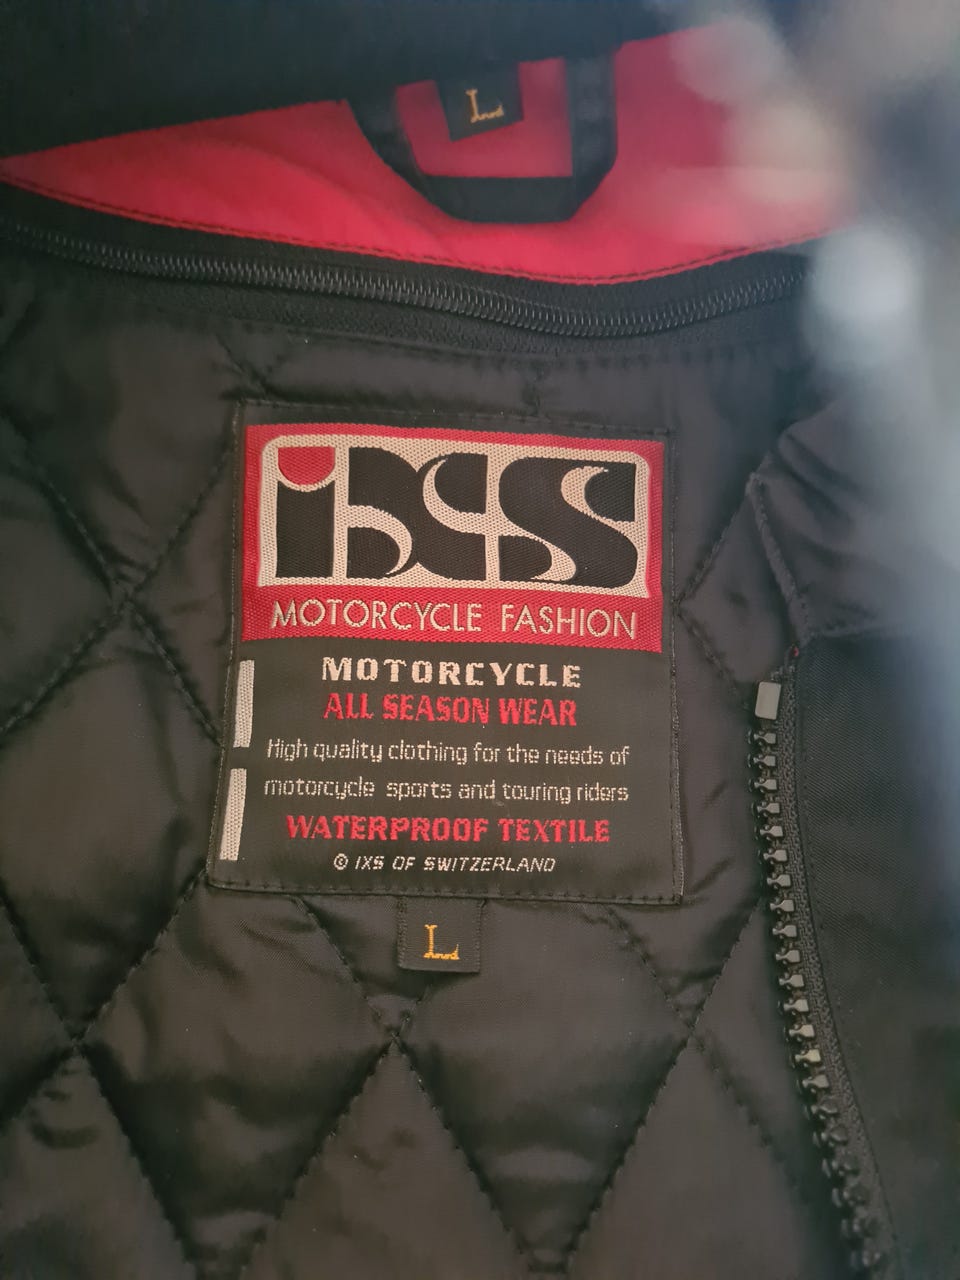 L
iXS
MOTORCYCLE FASHION
MOTORCYCLE
ALL SEASON WEAR
High quality clothing for the needs of
motorcycle sports and touring riders
WATERPROOF TEXTILE
© IXS OF SWITZERLAND
L